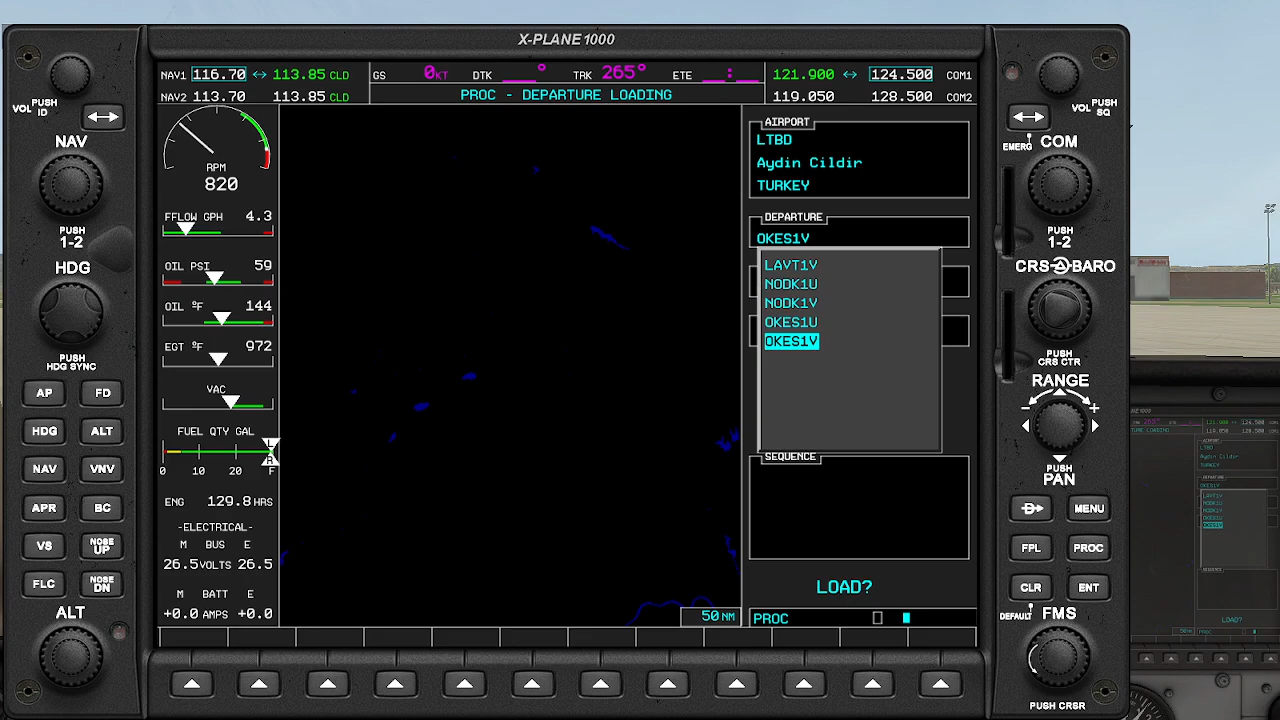 X-PLANE 1000
NAV1 116.70 ↔ 113.85 CLD
NAV2 113.70 113.85 CLD
GS 0KT DTK ___° TRK 265° ETE __:__
PROC - DEPARTURE LOADING
121.900 ↔ 124.500 COM1
119.050 128.500 COM2
VOL PUSH ID
NAV
PUSH
1-2
HDG
PUSH
HDG SYNC
AP FD
HDG ALT
NAV VNV
APR BC
VS NOSE UP
FLC NOSE DN
ALT
RPM
820
FFLOW GPH 4.3
OIL PSI 59
OIL ºF 144
EGT ºF 972
VAC
FUEL QTY GAL
L
R
0 10 20 F
ENG 129.8 HRS
-ELECTRICAL-
M BUS E
26.5 VOLTS 26.5
M BATT E
+0.0 AMPS +0.0
50NM
AIRPORT
LTBD
Aydin Cildir
TURKEY
DEPARTURE
OKES1V
LAVT1V
NODK1U
NODK1V
OKES1U
OKES1V
SEQUENCE
LOAD?
PROC
VOL PUSH SQ
EMERG
COM
PUSH
1-2
CRS BARO
PUSH
CRS CTR
RANGE
- +
PUSH
PAN
D MENU
FPL PROC
CLR ENT
DEFAULT FMS
PUSH CRSR